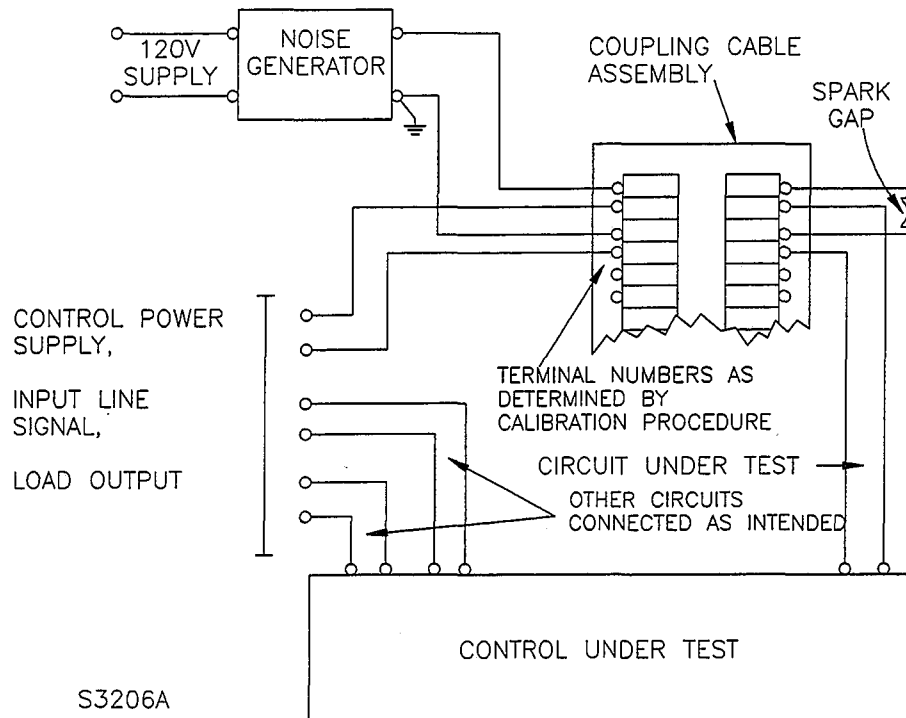 120V
SUPPLY
NOISE
GENERATOR
COUPLING CABLE
ASSEMBLY
SPARK
GAP
CONTROL POWER
SUPPLY,
INPUT LINE
SIGNAL,
LOAD OUTPUT
TERMINAL NUMBERS AS
DETERMINED BY
CALIBRATION PROCEDURE
CIRCUIT UNDER TEST
OTHER CIRCUITS
CONNECTED AS INTENDED
CONTROL UNDER TEST
S3206A